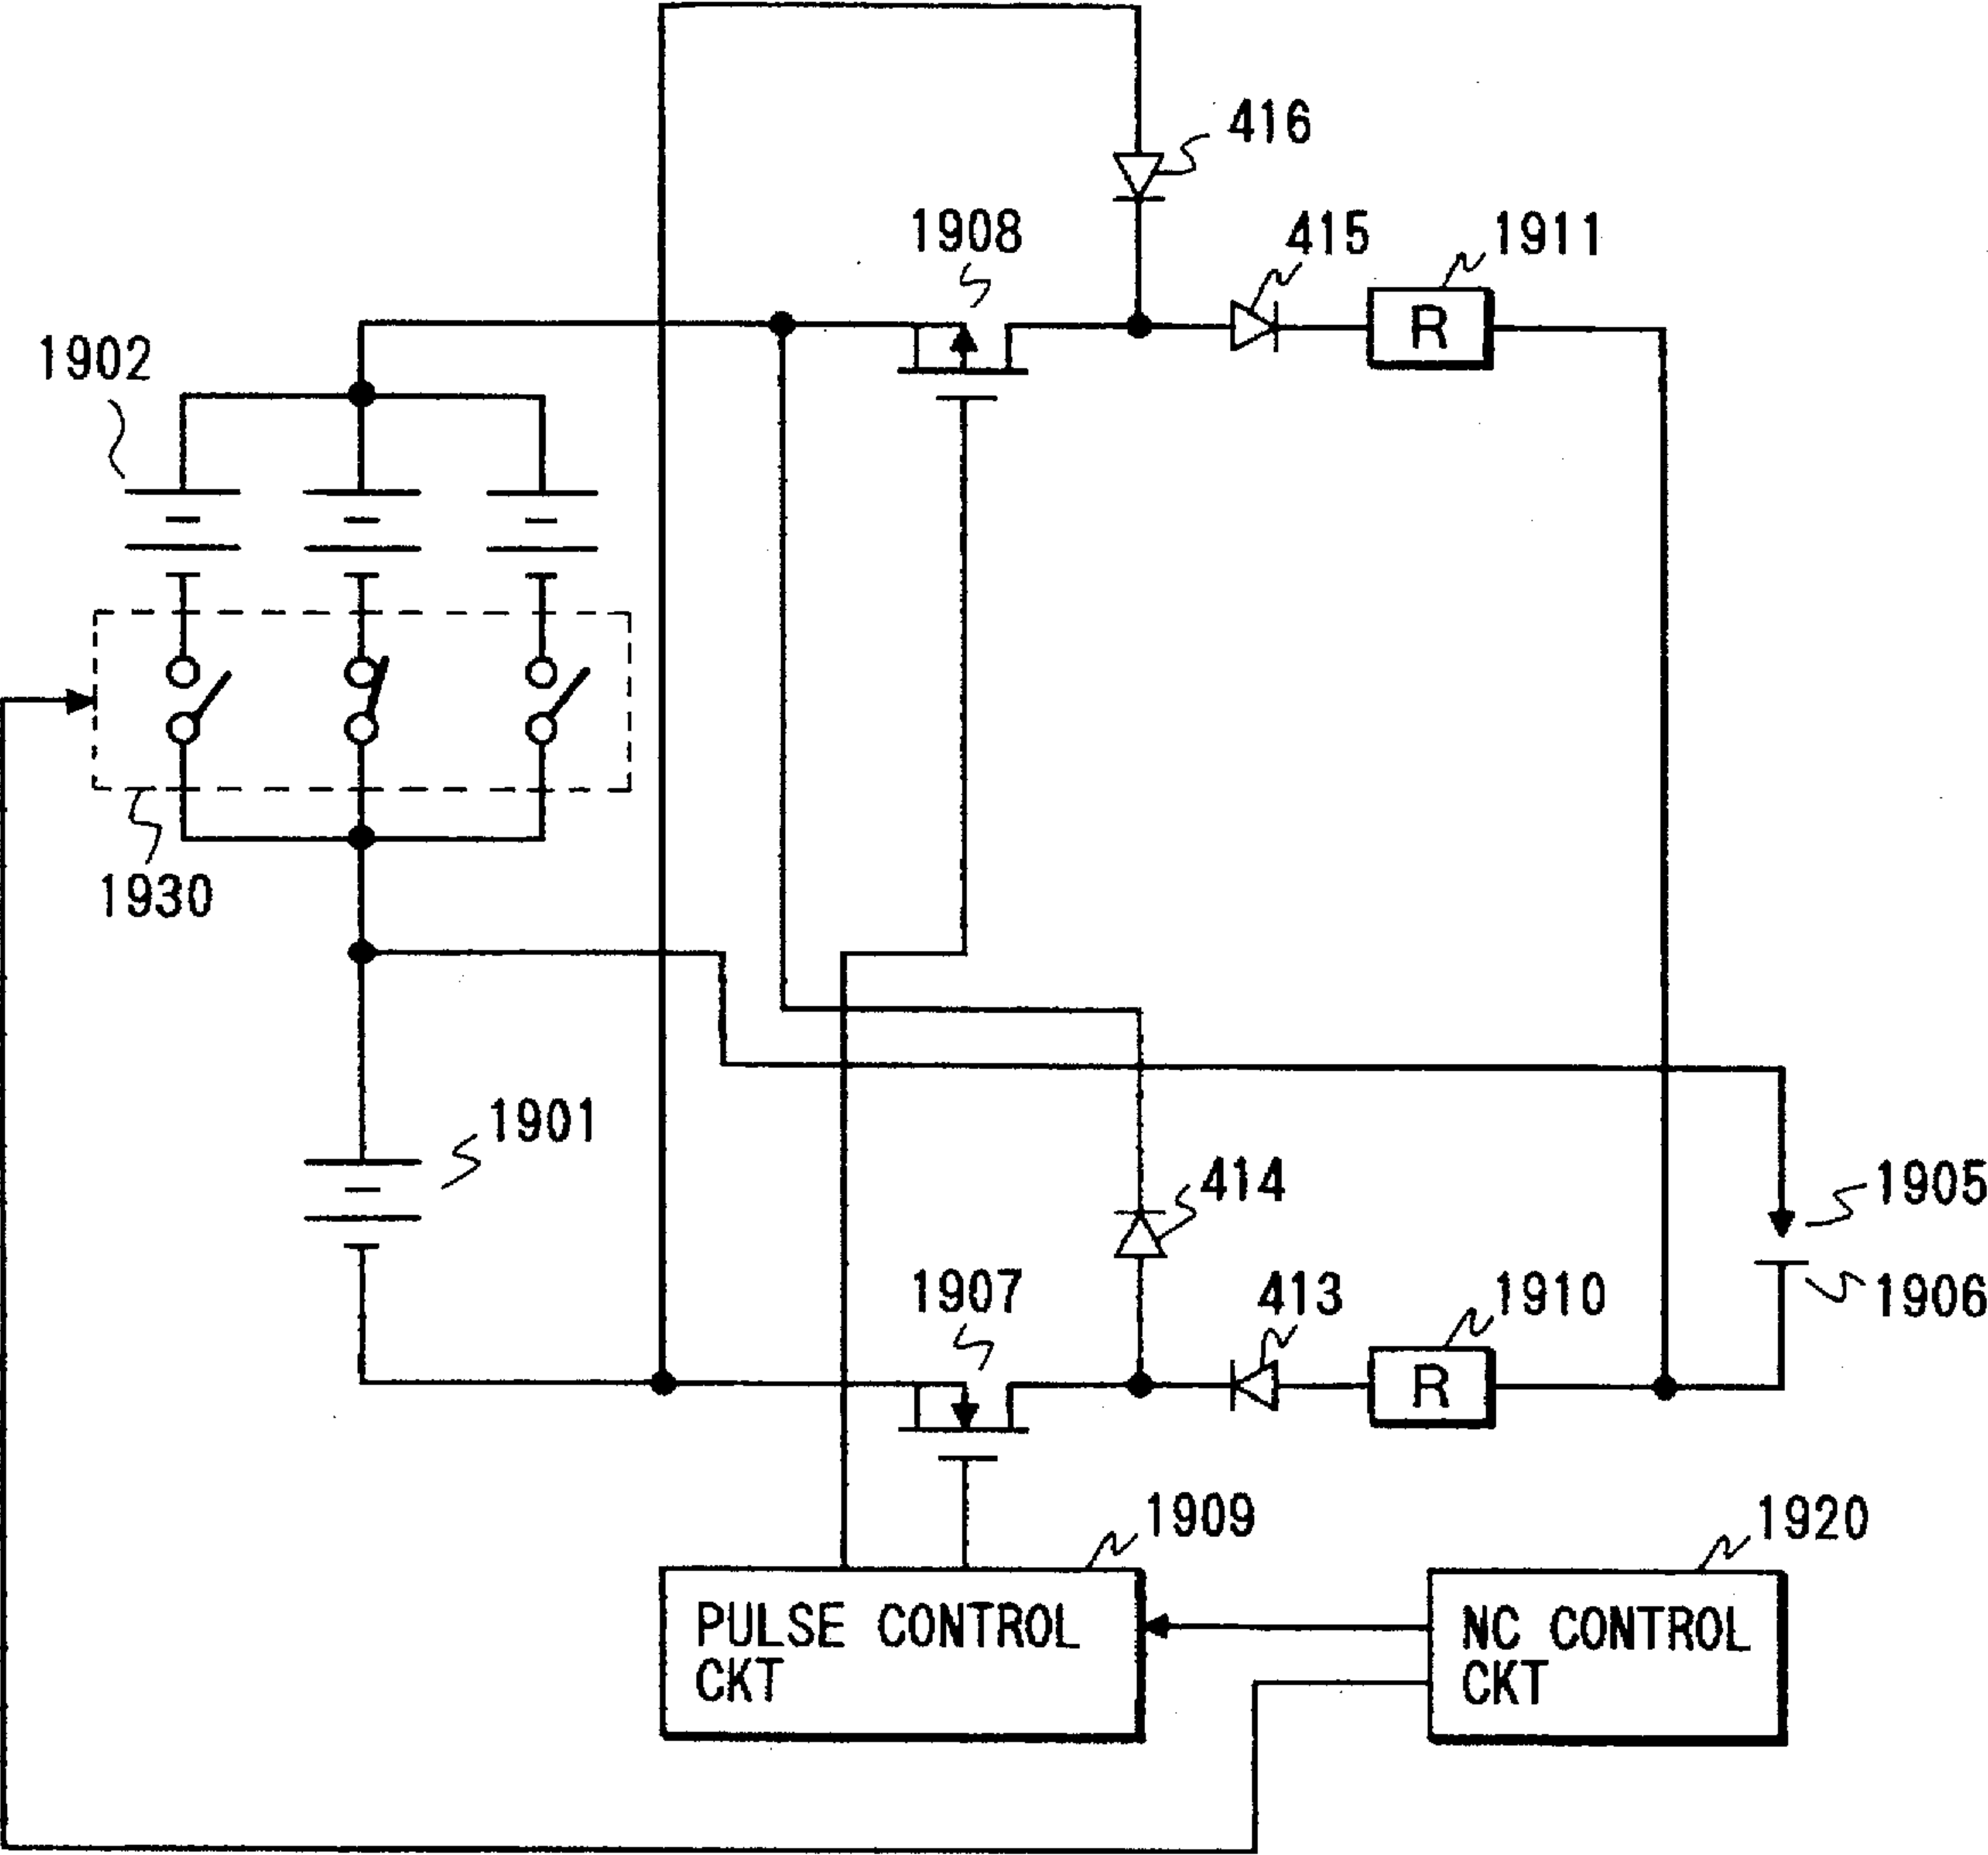 416
1908
415
1911
R
1902
1930
1901
414
1905
1907
413
1910
1906
R
1909
1920
PULSE CONTROL
CKT
NC CONTROL
CKT